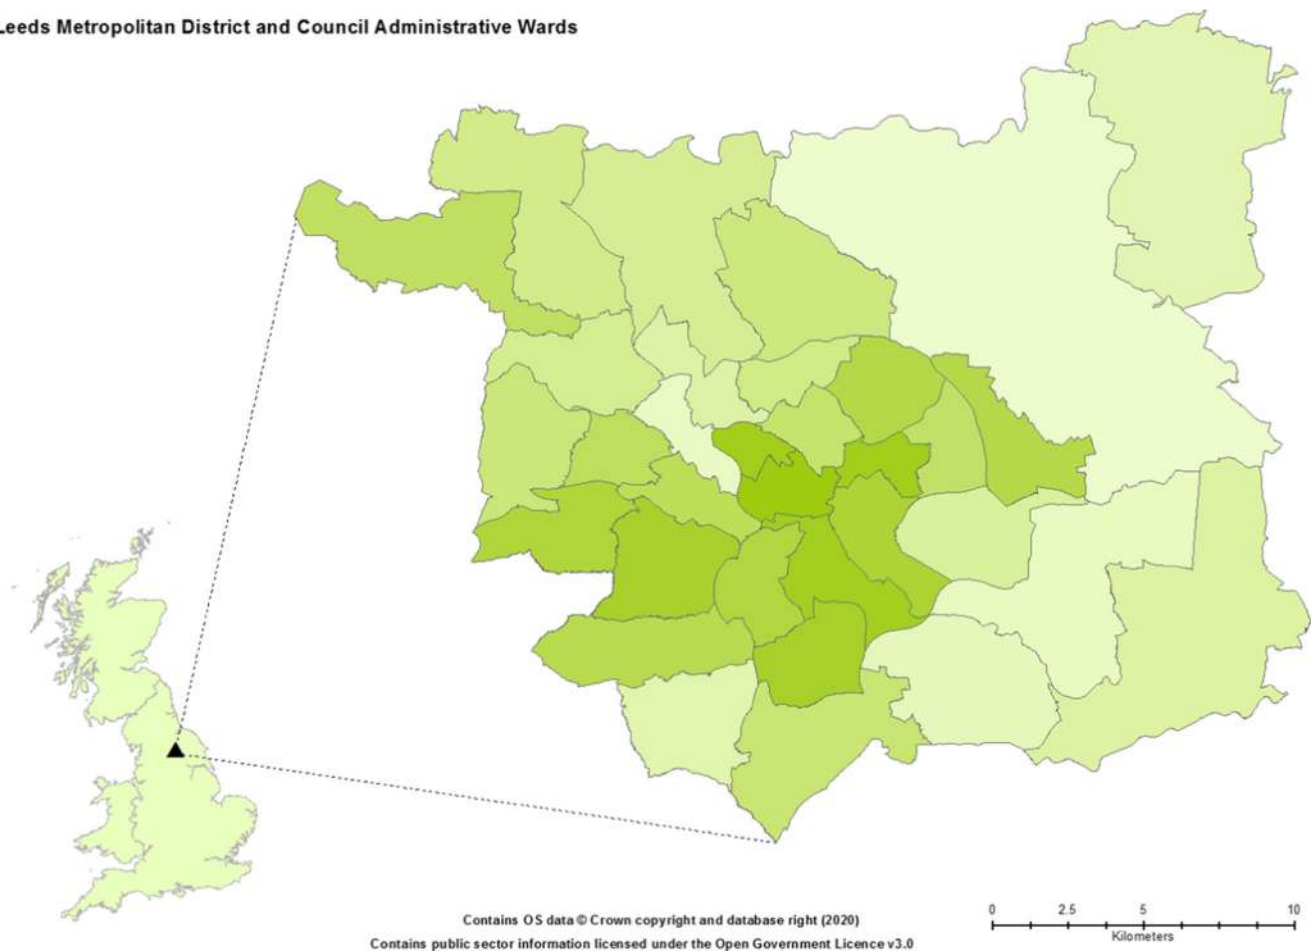 Leeds Metropolitan District and Council Administrative Wards
Contains OS data © Crown copyright and database right (2020)
Contains public sector information licensed under the Open Government Licence v3.0
0 2.5 5 10
Kilometers